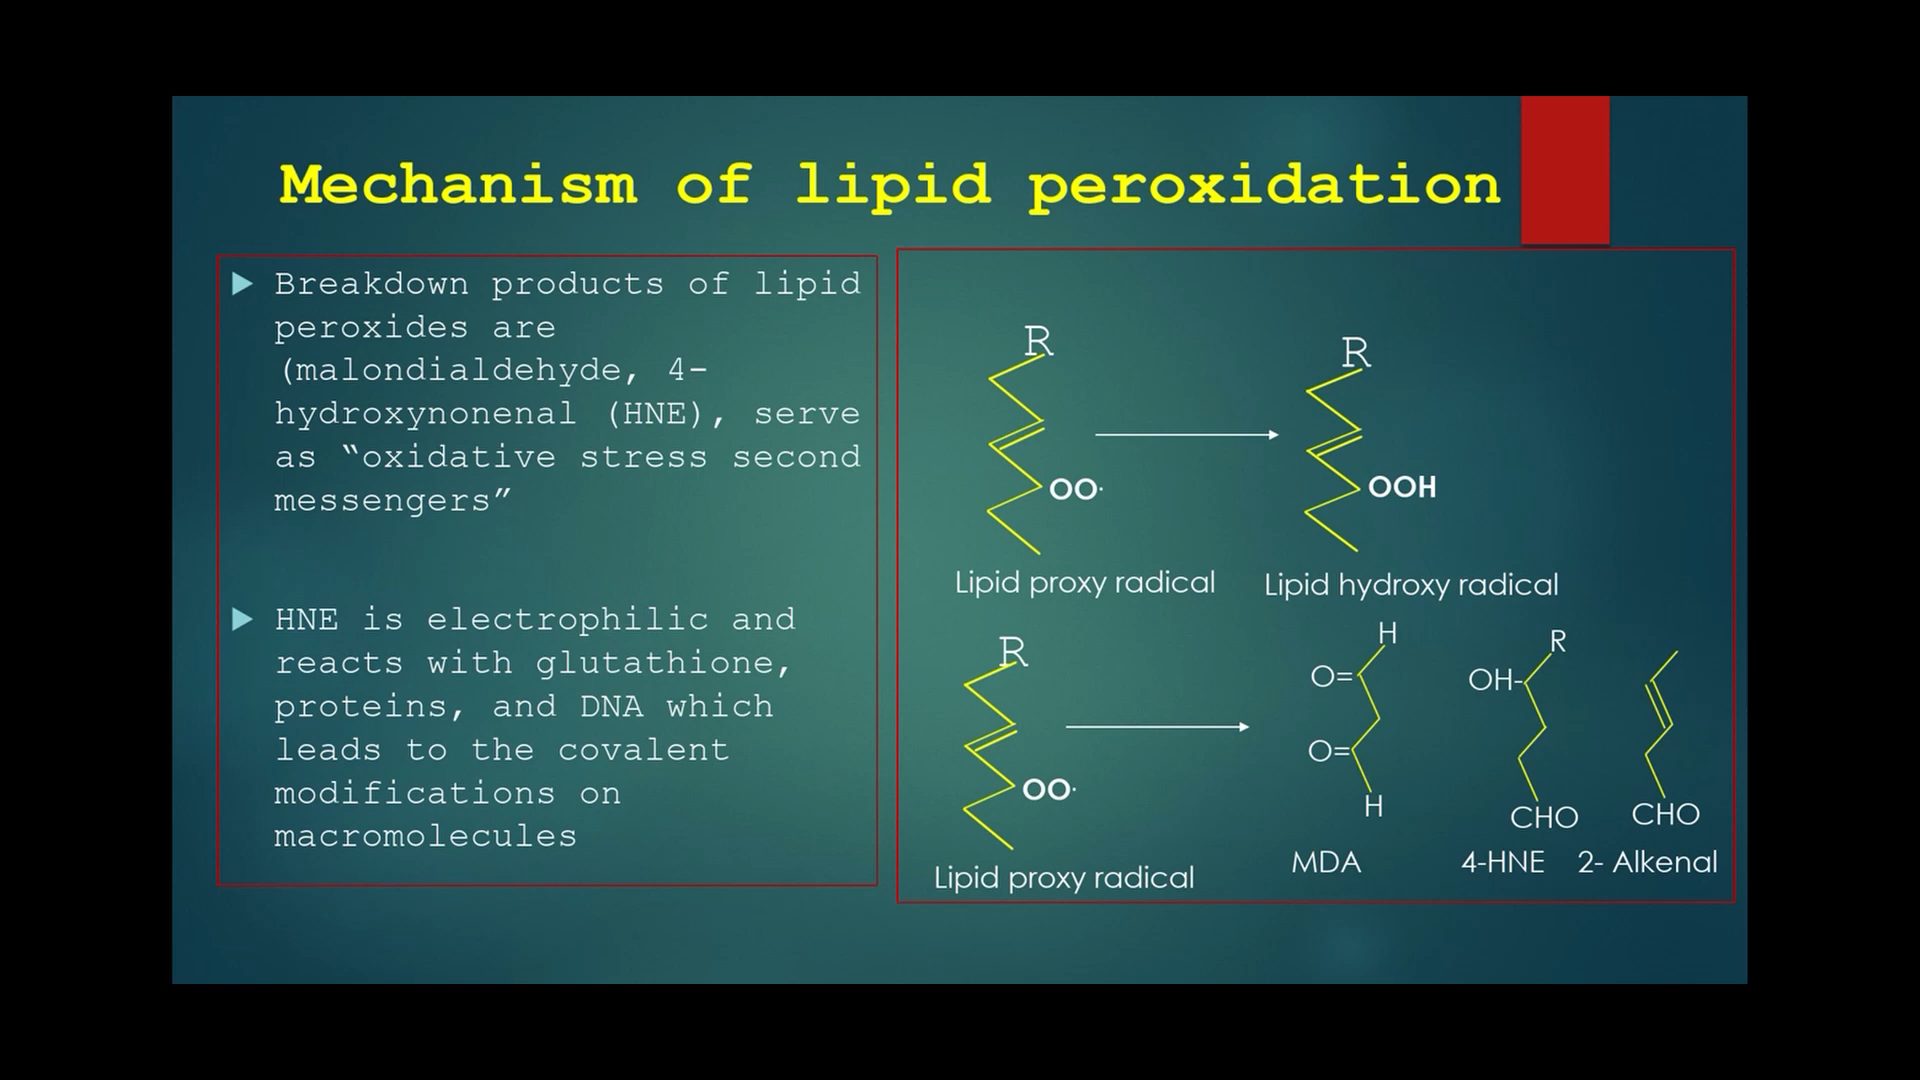 Mechanism of lipid peroxidation
Breakdown products of lipid
peroxides are
(malondialdehyde, 4-
hydroxynonenal (HNE), serve
as “oxidative stress second
messengers”
HNE is electrophilic and
reacts with glutathione,
proteins, and DNA which
leads to the covalent
modifications on
macromolecules
R
R
OO·
OOH
Lipid proxy radical
Lipid hydroxy radical
R
OO·
Lipid proxy radical
H
O=
O=
H
MDA
R
OH-
CHO
4-HNE
CHO
2- Alkenal